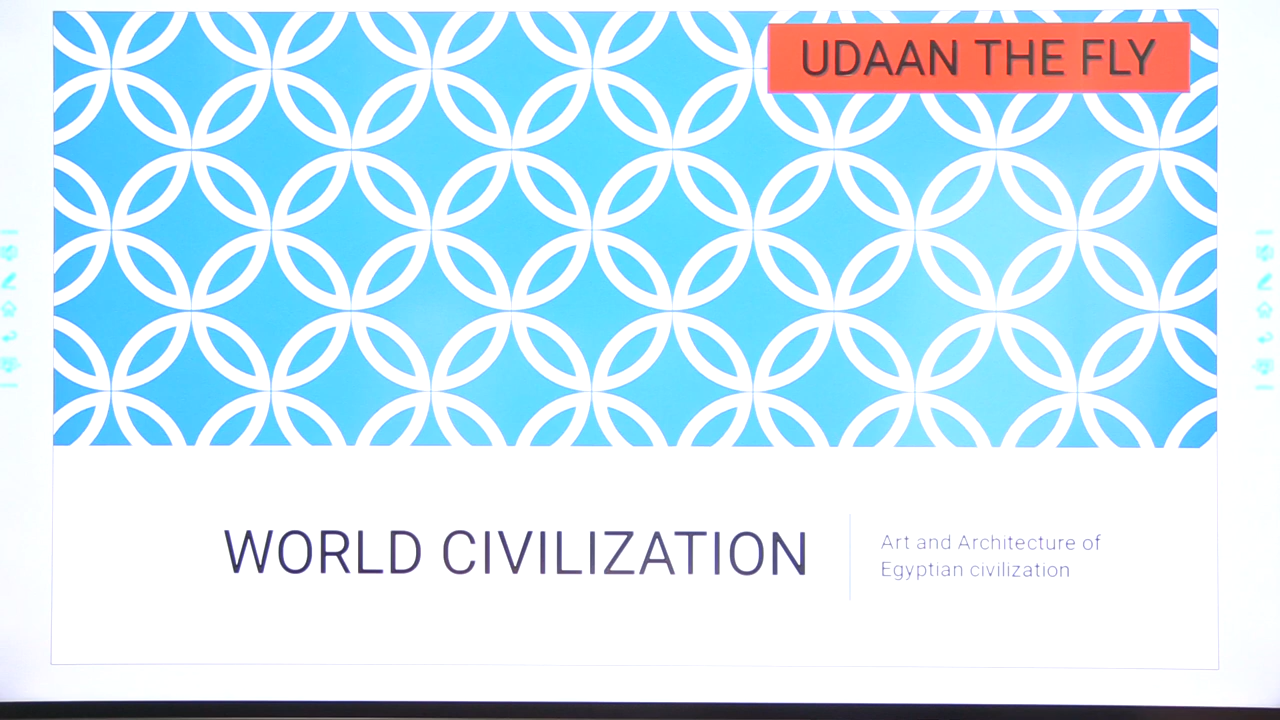 UDAAN THE FLY
WORLD CIVILIZATION
Art and Architecture of
Egyptian civilization